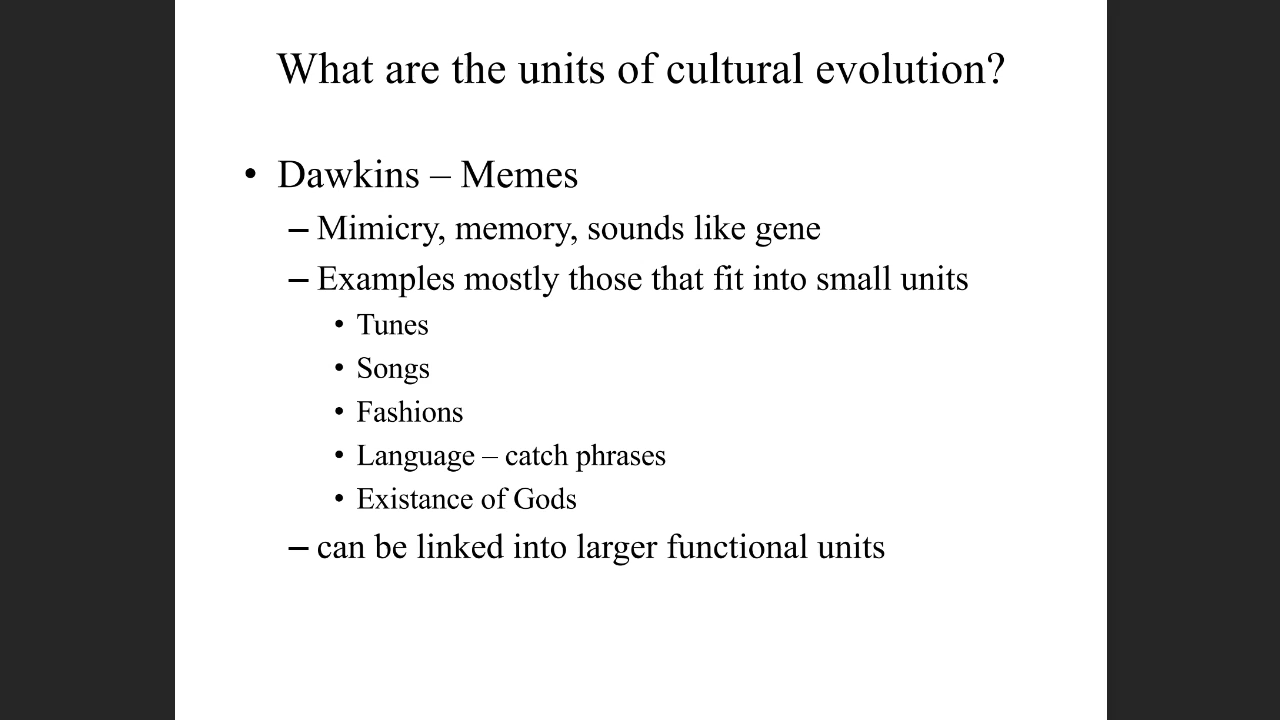 What are the units of cultural evolution?
• Dawkins – Memes
– Mimicry, memory, sounds like gene
– Examples mostly those that fit into small units
• Tunes
• Songs
• Fashions
• Language – catch phrases
• Existance of Gods
– can be linked into larger functional units